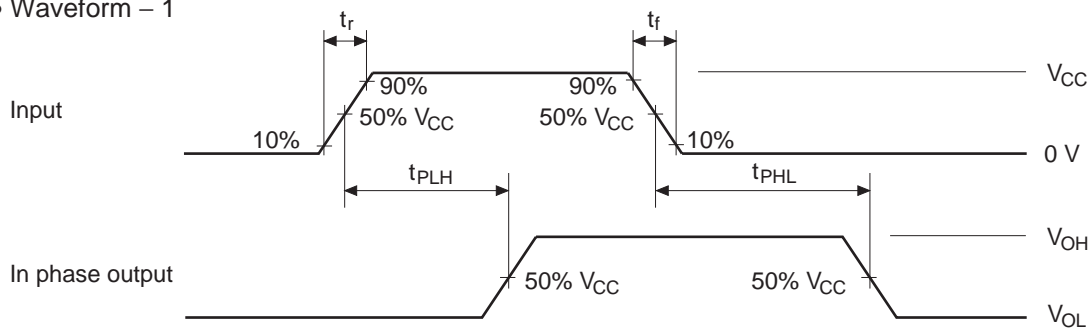 • Waveform – 1
tr
tf
VCC
90%
90%
Input
50% VCC
50% VCC
10%
10%
0 V
tPLH
tPHL
VOH
In phase output
50% VCC
50% VCC
VOL